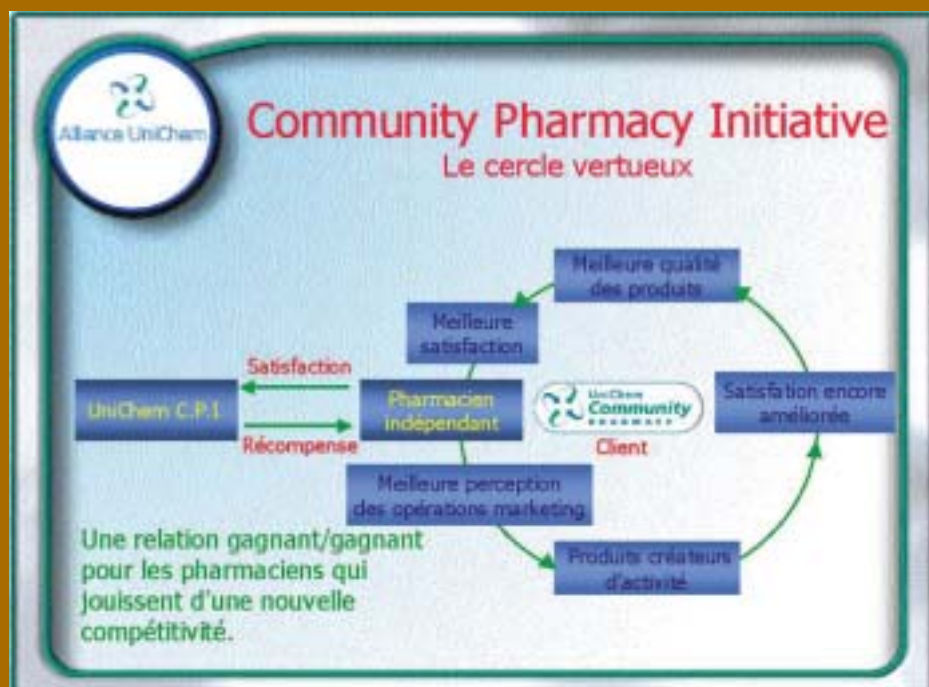 Alliance UniChem
Community Pharmacy Initiative
Le cercle vertueux
Meilleure qualité
des produits
Meilleure
satisfaction
Satisfaction
UniChem C.P.I
Récompense
Pharmacien
indépendant
UniChem
Community
PHARMACY
Client
Satisfation encore
améliorée
Meilleure perception
des opérations marketing
Produits créateurs
d'activité
Une relation gagnant/gagnant
pour les pharmaciens qui
jouissent d'une nouvelle
compétitivité.